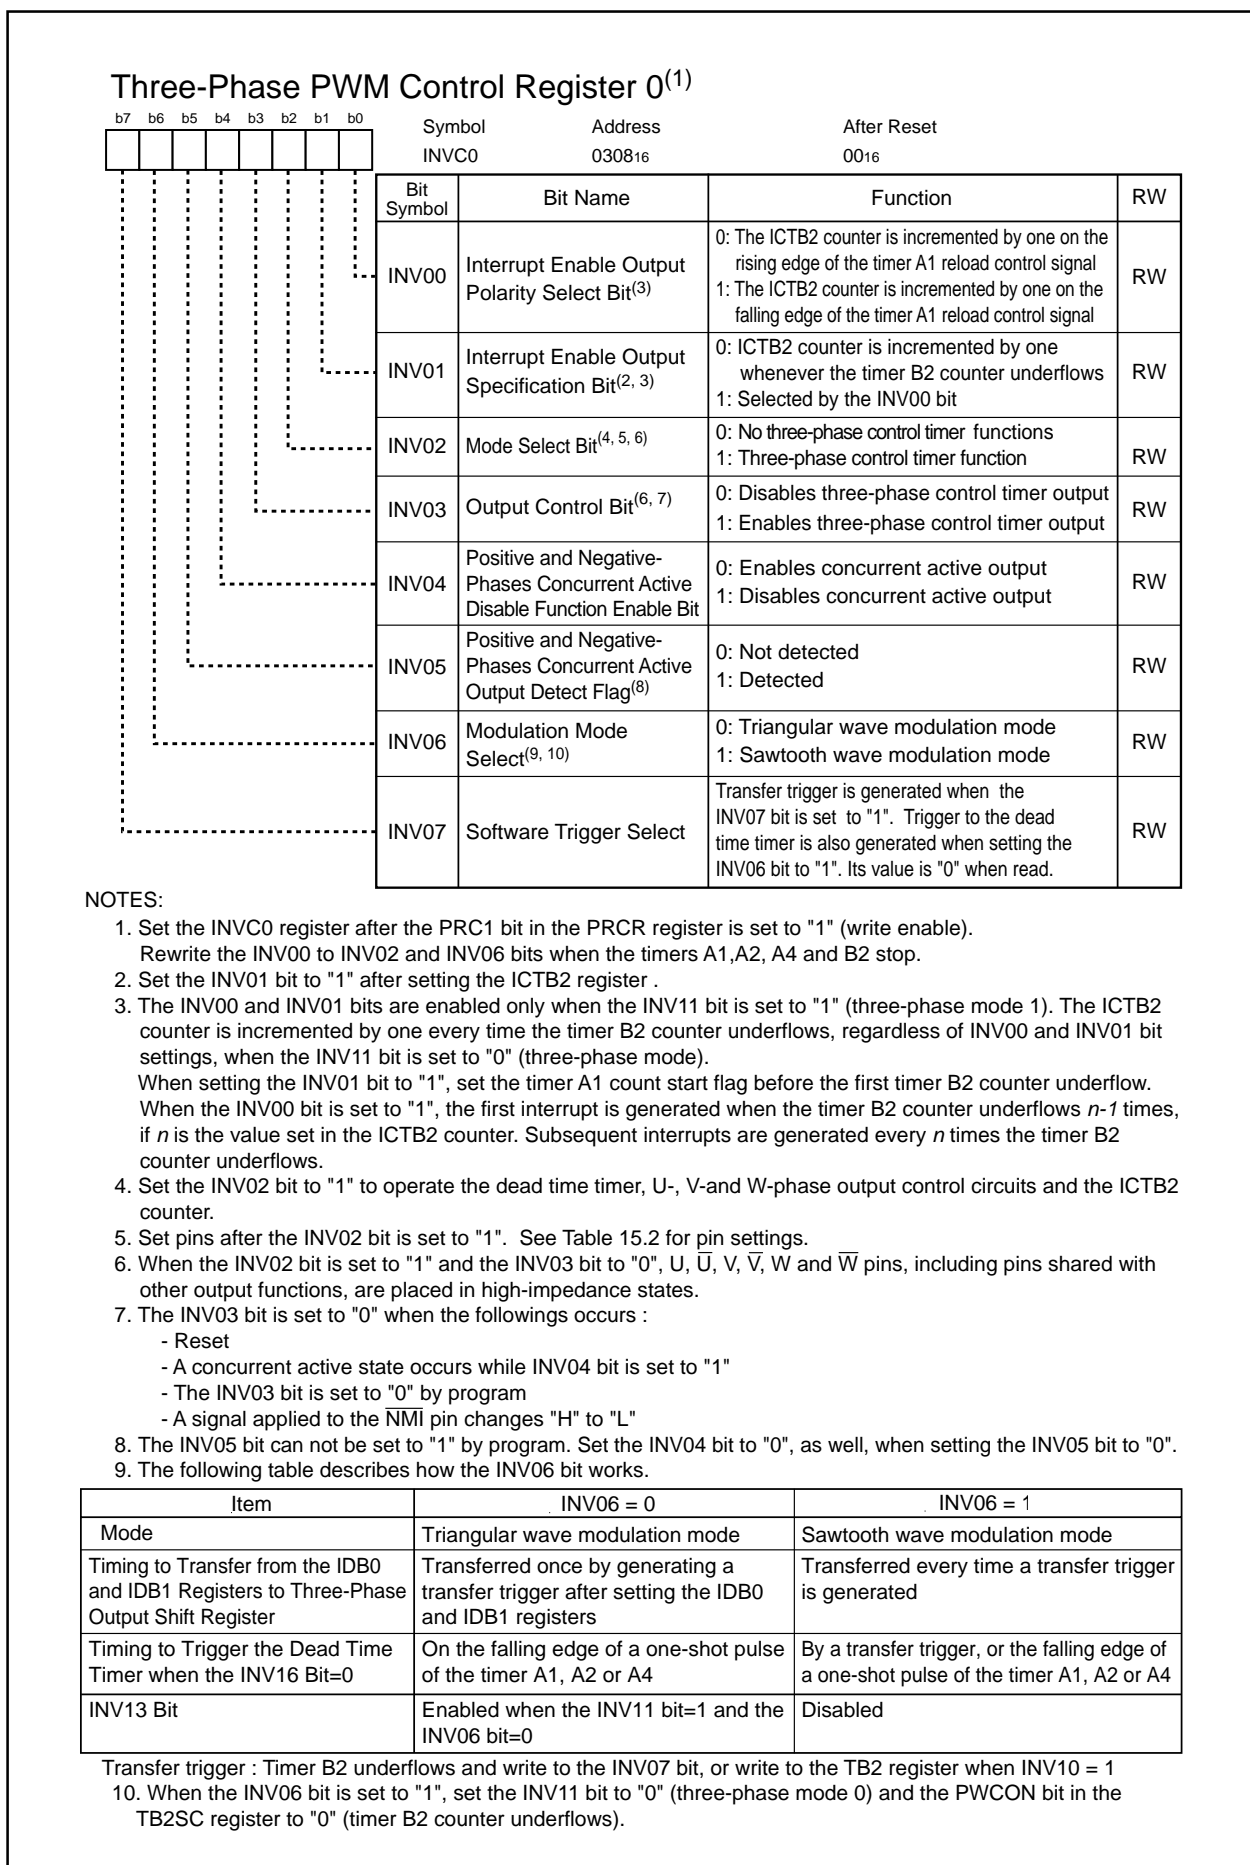 Three-Phase PWM Control Register 0(1)
b7 b6 b5 b4 b3 b2 b1 b0
Symbol Address After Reset
INVC0 030816 0016
Bit Symbol Bit Name Function RW
INV00
Interrupt Enable Output
Polarity Select Bit(3)
0: The ICTB2 counter is incremented by one on the
rising edge of the timer A1 reload control signal
1: The ICTB2 counter is incremented by one on the
falling edge of the timer A1 reload control signal
RW
INV01
Interrupt Enable Output
Specification Bit(2, 3)
0: ICTB2 counter is incremented by one
whenever the timer B2 counter underflows
1: Selected by the INV00 bit
RW
INV02
Mode Select Bit(4, 5, 6)
0: No three-phase control timer functions
1: Three-phase control timer function
RW
INV03
Output Control Bit(6, 7)
0: Disables three-phase control timer output
1: Enables three-phase control timer output
RW
INV04
Positive and Negative-
Phases Concurrent Active
Disable Function Enable Bit
0: Enables concurrent active output
1: Disables concurrent active output
RW
INV05
Positive and Negative-
Phases Concurrent Active
Output Detect Flag(8)
0: Not detected
1: Detected
RW
INV06
Modulation Mode
Select(9, 10)
0: Triangular wave modulation mode
1: Sawtooth wave modulation mode
RW
INV07
Software Trigger Select
Transfer trigger is generated when the
INV07 bit is set to "1". Trigger to the dead
time timer is also generated when setting the
INV06 bit to "1". Its value is "0" when read.
RW
NOTES:
1. Set the INVC0 register after the PRC1 bit in the PRCR register is set to "1" (write enable).
Rewrite the INV00 to INV02 and INV06 bits when the timers A1,A2, A4 and B2 stop.
2. Set the INV01 bit to "1" after setting the ICTB2 register .
3. The INV00 and INV01 bits are enabled only when the INV11 bit is set to "1" (three-phase mode 1). The ICTB2
counter is incremented by one every time the timer B2 counter underflows, regardless of INV00 and INV01 bit
settings, when the INV11 bit is set to "0" (three-phase mode).
When setting the INV01 bit to "1", set the timer A1 count start flag before the first timer B2 counter underflow.
When the INV00 bit is set to "1", the first interrupt is generated when the timer B2 counter underflows n-1 times,
if n is the value set in the ICTB2 counter. Subsequent interrupts are generated every n times the timer B2
counter underflows.
4. Set the INV02 bit to "1" to operate the dead time timer, U-, V-and W-phase output control circuits and the ICTB2
counter.
5. Set pins after the INV02 bit is set to "1". See Table 15.2 for pin settings.
6. When the INV02 bit is set to "1" and the INV03 bit to "0", U, U̅, V, V̅, W and W̅ pins, including pins shared with
other output functions, are placed in high-impedance states.
7. The INV03 bit is set to "0" when the followings occurs :
- Reset
- A concurrent active state occurs while INV04 bit is set to "1"
- The INV03 bit is set to "0" by program
- A signal applied to the N̅M̅I̅ pin changes "H" to "L"
8. The INV05 bit can not be set to "1" by program. Set the INV04 bit to "0", as well, when setting the INV05 bit to "0".
9. The following table describes how the INV06 bit works.
Item INV06 = 0 INV06 = 1
Mode Triangular wave modulation mode Sawtooth wave modulation mode
Timing to Transfer from the IDB0
and IDB1 Registers to Three-Phase
Output Shift Register
Transferred once by generating a
transfer trigger after setting the IDB0
and IDB1 registers
Transferred every time a transfer trigger
is generated
Timing to Trigger the Dead Time
Timer when the INV16 Bit=0
On the falling edge of a one-shot pulse
of the timer A1, A2 or A4
By a transfer trigger, or the falling edge of
a one-shot pulse of the timer A1, A2 or A4
INV13 Bit
Enabled when the INV11 bit=1 and the
INV06 bit=0
Disabled
Transfer trigger : Timer B2 underflows and write to the INV07 bit, or write to the TB2 register when INV10 = 1
10. When the INV06 bit is set to "1", set the INV11 bit to "0" (three-phase mode 0) and the PWCON bit in the
TB2SC register to "0" (timer B2 counter underflows).